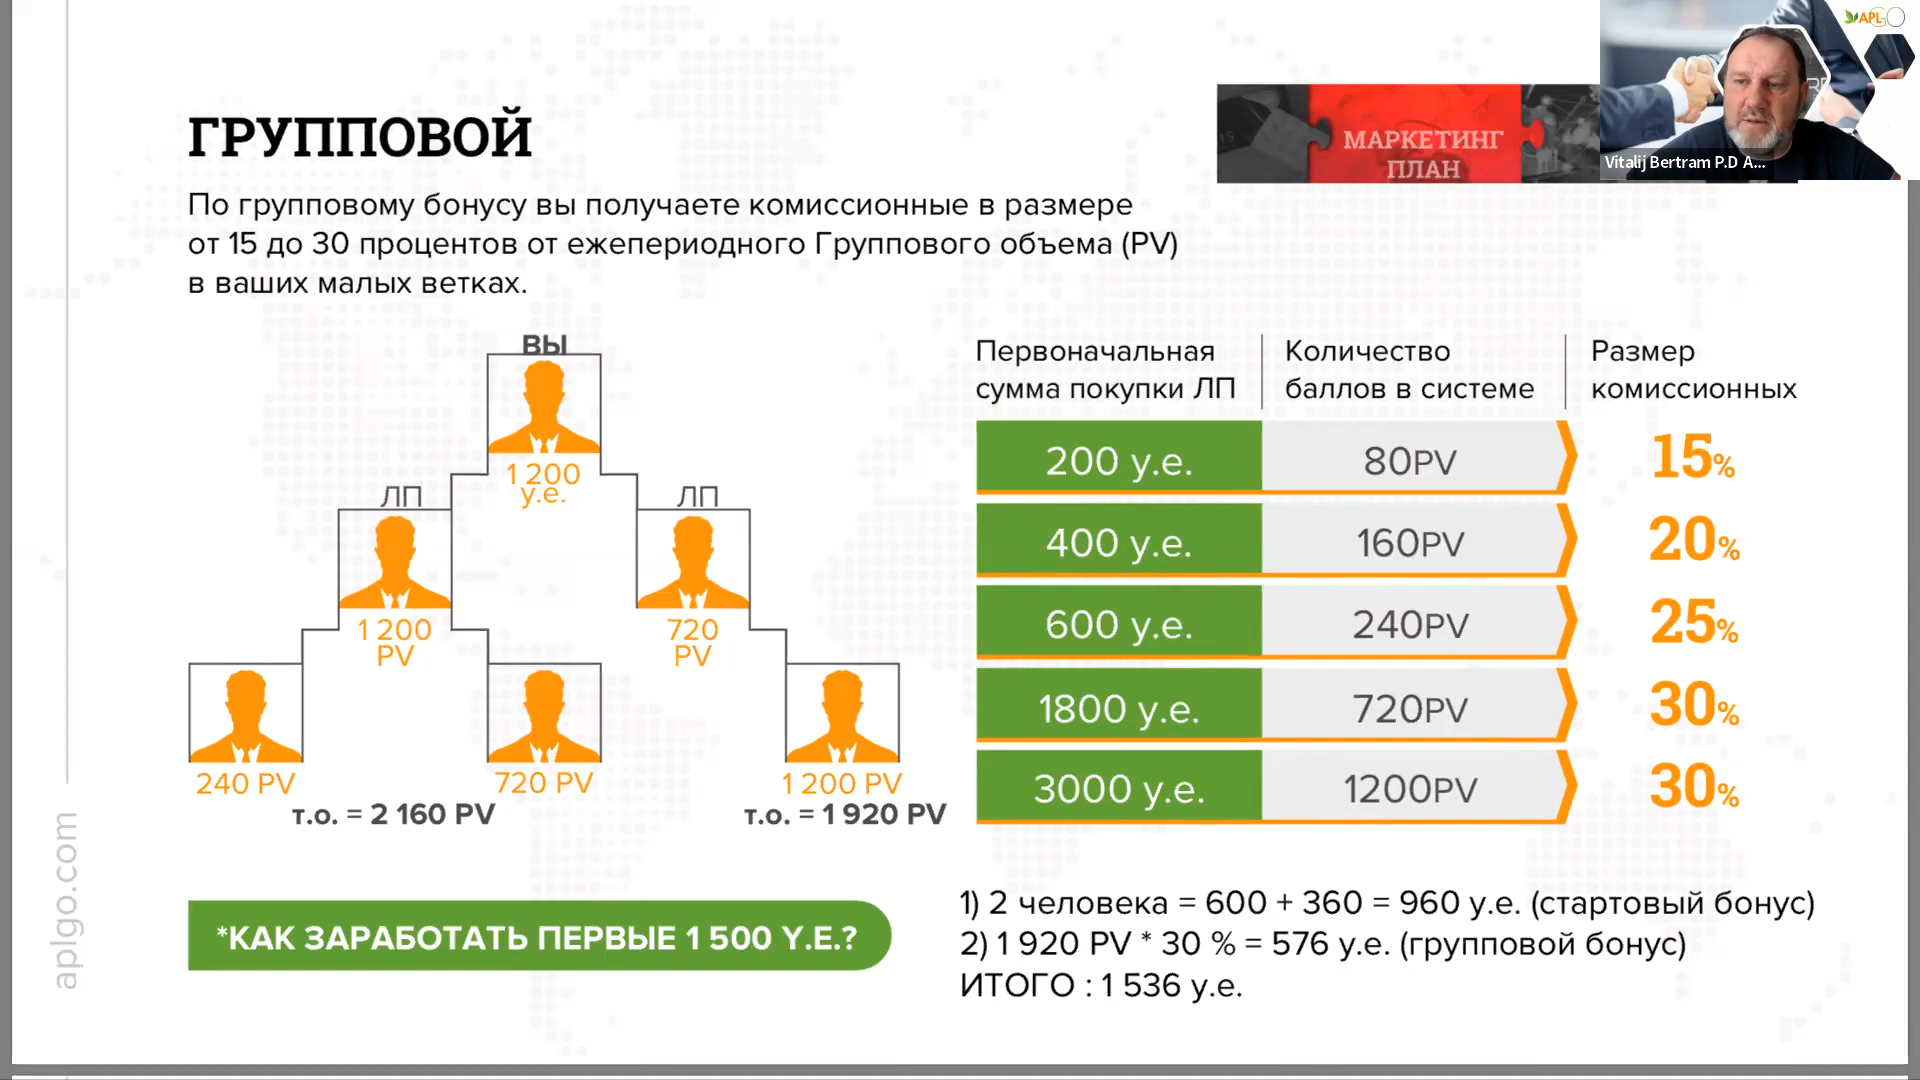 APLGO
МАРКЕТИНГ
ПЛАН
Vitalij Bertram P.D A...
ГРУППОВОЙ
По групповому бонусу вы получаете комиссионные в размере
от 15 до 30 процентов от ежепериодного Группового объема (PV)
в ваших малых ветках.
ВЫ
1 200
у.е.
ЛП
ЛП
1 200
PV
720
PV
240 PV
720 PV
1 200 PV
т.о. = 2 160 PV
т.о. = 1 920 PV
Первоначальная
сумма покупки ЛП
Количество
баллов в системе
Размер
комиссионных
200 у.е. 80PV 15%
400 у.е. 160PV 20%
600 у.е. 240PV 25%
1800 у.е. 720PV 30%
3000 у.е. 1200PV 30%
*КАК ЗАРАБОТАТЬ ПЕРВЫЕ 1 500 У.Е.?
1) 2 человека = 600 + 360 = 960 у.е. (стартовый бонус)
2) 1 920 PV * 30 % = 576 у.е. (групповой бонус)
ИТОГО : 1 536 у.е.
aplgo.com